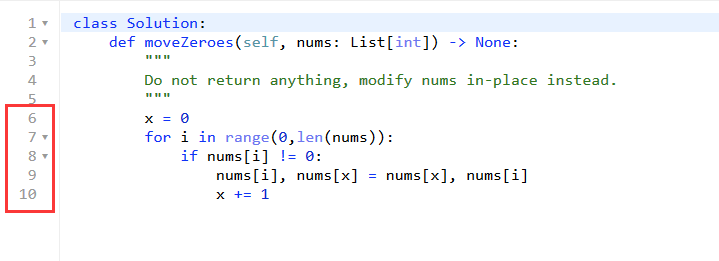 1 class Solution:
2     def moveZeroes(self, nums: List[int]) -> None:
3         """
4         Do not return anything, modify nums in-place instead.
5         """
6         x = 0
7         for i in range(0,len(nums)):
8             if nums[i] != 0:
9                 nums[i], nums[x] = nums[x], nums[i]
10                 x += 1